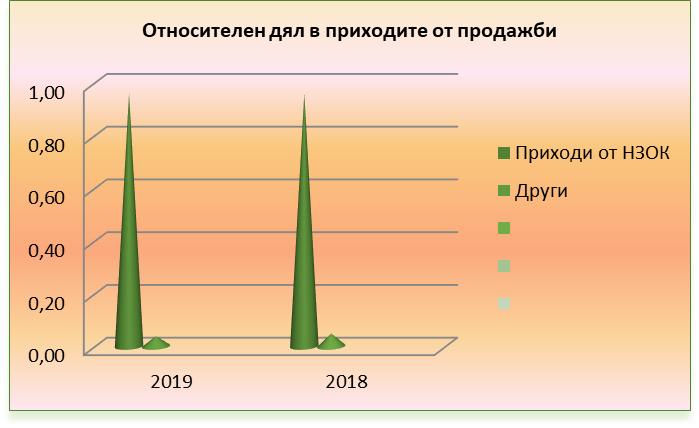 Относителен дял в приходите от продажби
1,00
0,80
0,60
0,40
0,20
0,00
2019
2018
Приходи от НЗОК
Други